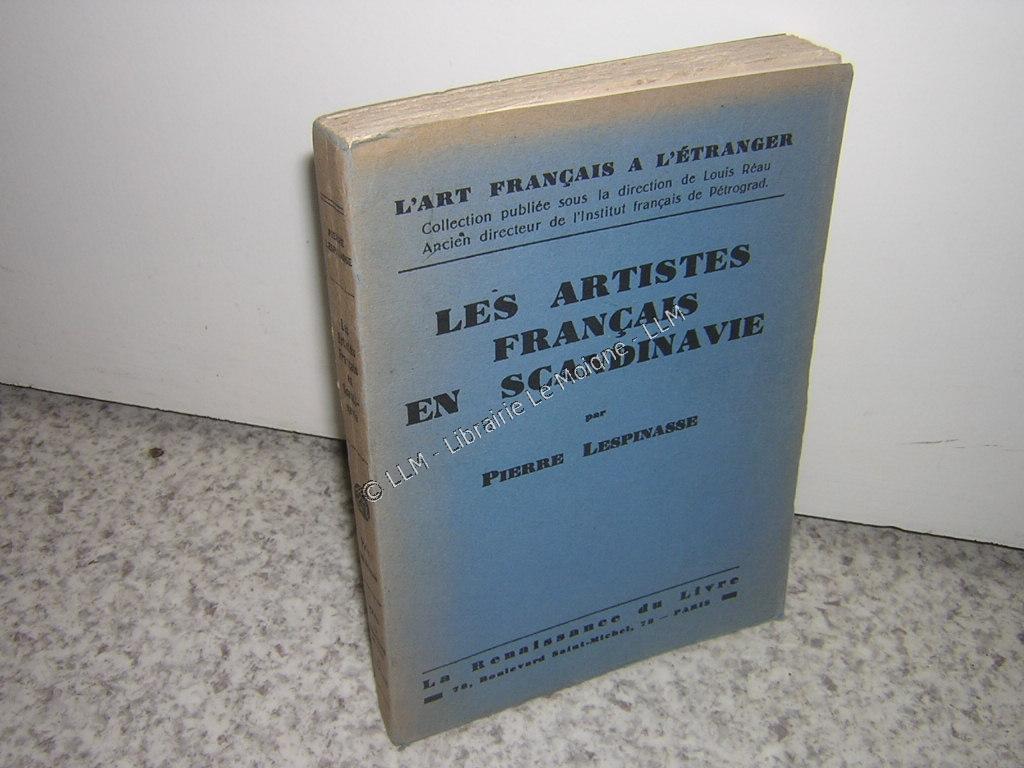 L'ART FRANÇAIS A L'ÉTRANGER
Collection publiée sous la direction de Louis Réau
Ancien directeur de l'Institut français de Pétrograd.
LES ARTISTES
FRANÇAIS
EN SCANDINAVIE
par
PIERRE LESPINASSE
La Renaissance du Livre
78, Boulevard Saint-Michel, 78 — PARIS
© LLM - Librairie Le Moigne - LLM
PIERRE
LESPINASSE